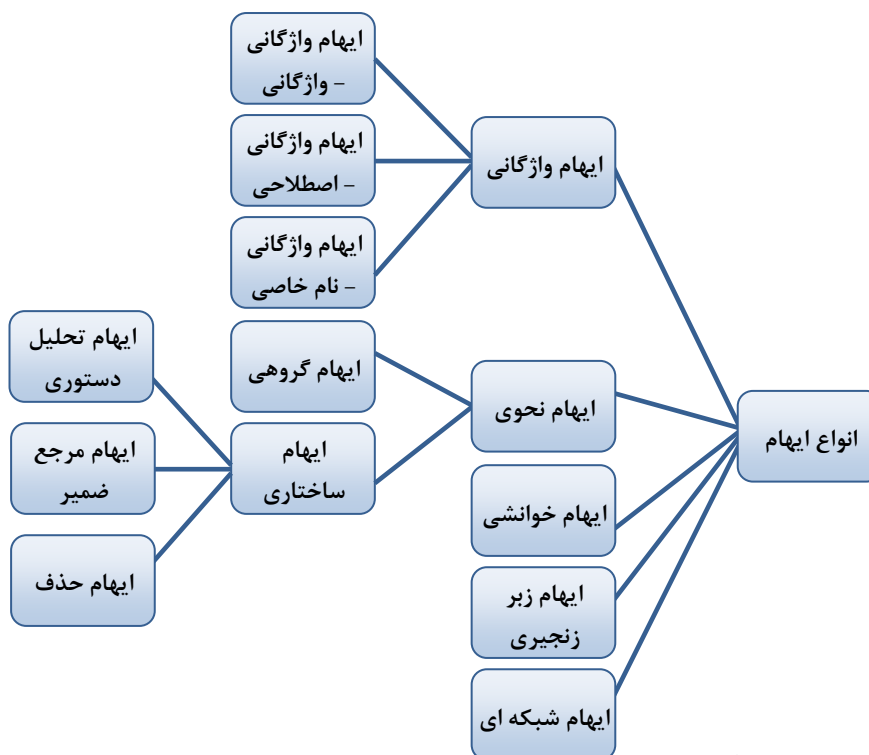 انواع ایهام
ایهام واژگانی
ایهام واژگانی
– واژگانی
ایهام واژگانی
– اصطلاحی
ایهام واژگانی
– نام خاصی
ایهام نحوی
ایهام گروهی
ایهام
ساختاری
ایهام تحلیل
دستوری
ایهام مرجع
ضمیر
ایهام حذف
ایهام خوانشی
ایهام زبر
زنجیری
ایهام شبکه ای